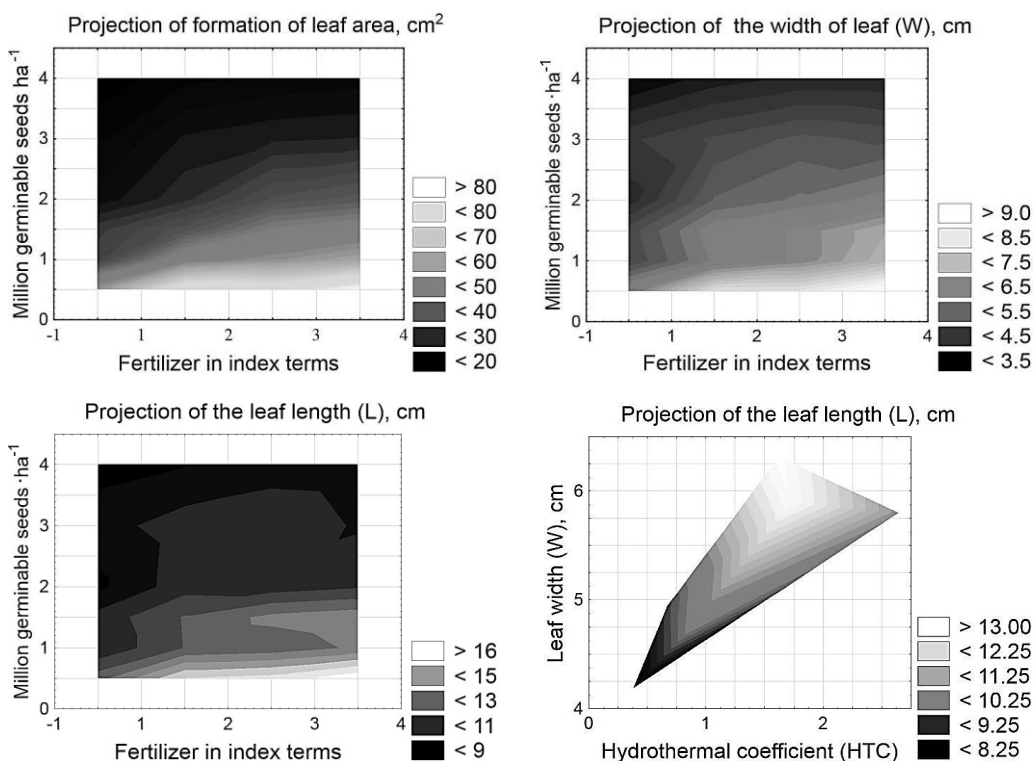 Projection of formation of leaf area, cm²
Million germinable seeds ha⁻¹
4
3
2
1
0
-1 1 2 3 4
Fertilizer in index terms
> 80
< 80
< 70
< 60
< 50
< 40
< 30
< 20
Projection of the width of leaf (W), cm
Million germinable seeds · ha⁻¹
4
3
2
1
0
-1 1 2 3 4
Fertilizer in index terms
> 9.0
< 8.5
< 7.5
< 6.5
< 5.5
< 4.5
< 3.5
Projection of the leaf length (L), cm
Million germinable seeds · ha⁻¹
4
3
2
1
0
-1 1 2 3 4
Fertilizer in index terms
> 16
< 15
< 13
< 11
< 9
Projection of the leaf length (L), cm
Leaf width (W), cm
6
5
4
0 1 2
Hydrothermal coefficient (HTC)
> 13.00
< 12.25
< 11.25
< 10.25
< 9.25
< 8.25